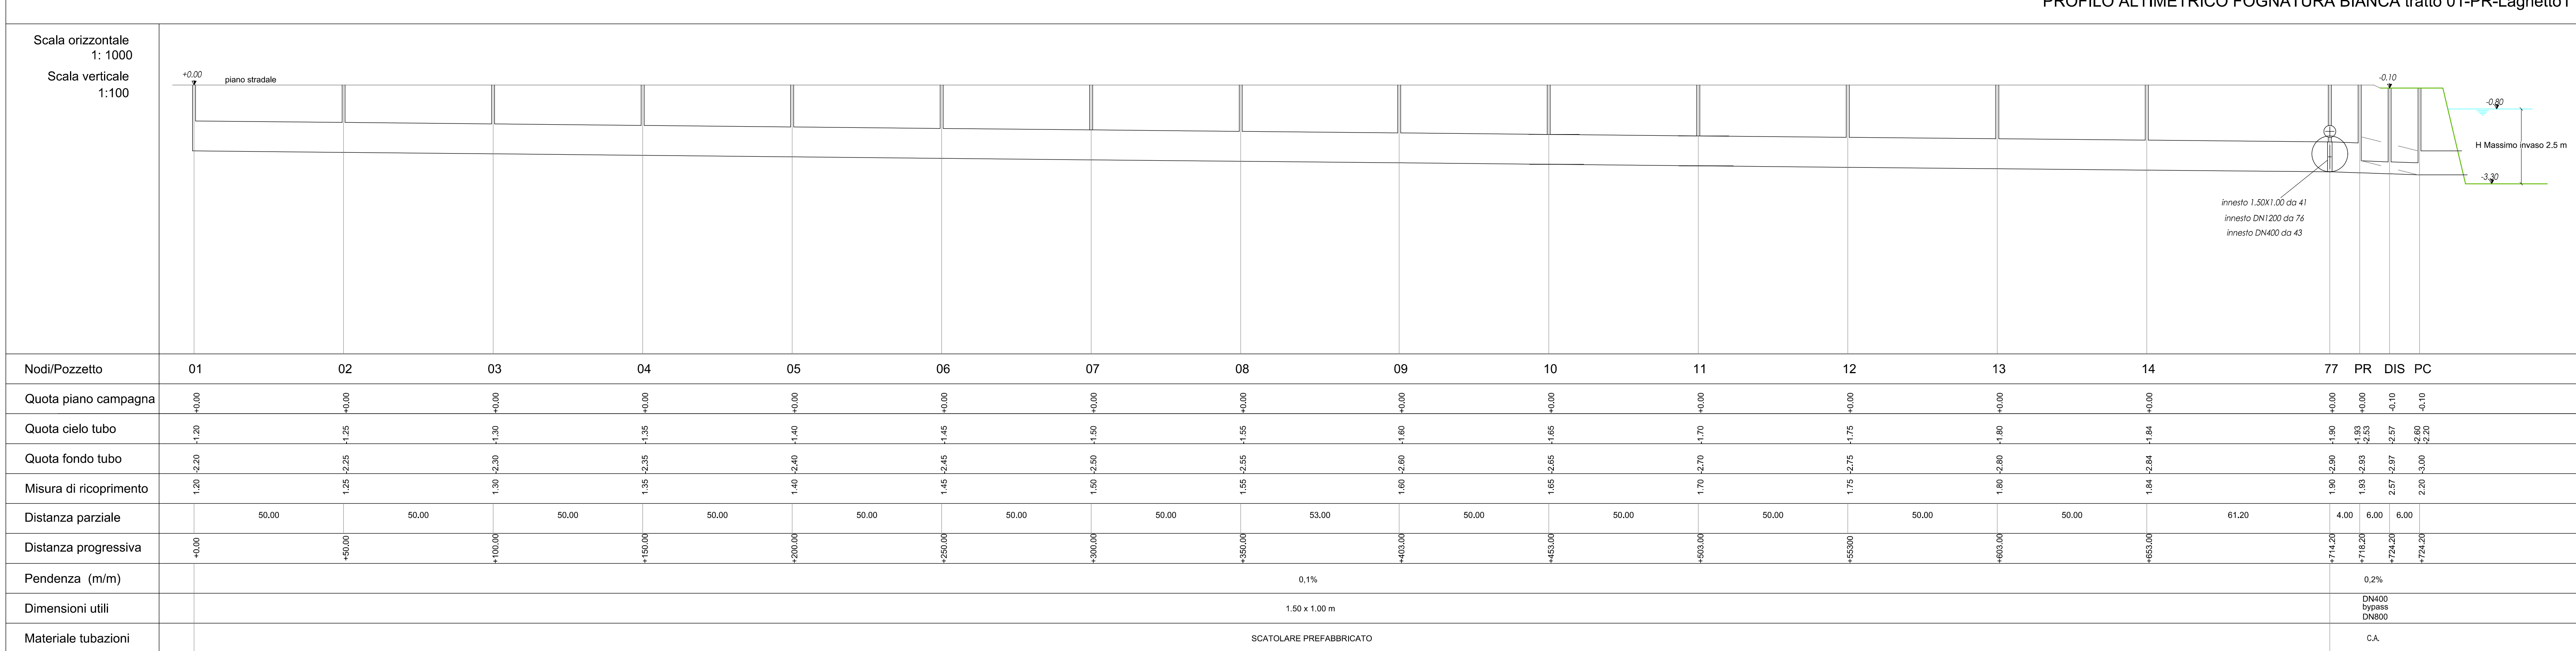 PROFILO ALTIMETRICO FOGNATURA BIANCA tratto 01-PR-Laghetto1
Scala orizzontale
1: 1000
Scala verticale
1:100
+0.00
piano stradale
-0.10
-0.80
H Massimo invaso 2.5 m
-3.30
innesto 1.50X1.00 da 41
innesto DN1200 da 76
innesto DN400 da 43
Nodi/Pozzetto 01 02 03 04 05 06 07 08 09 10 11 12 13 14 77 PR DIS PC
Quota piano campagna +0.00 +0.00 +0.00 +0.00 +0.00 +0.00 +0.00 +0.00 +0.00 +0.00 +0.00 +0.00 +0.00 +0.00 +0.00 +0.00 -0.10 -0.10
Quota cielo tubo -1.20 -1.25 -1.30 -1.35 -1.40 -1.45 -1.50 -1.55 -1.60 -1.65 -1.70 -1.75 -1.80 -1.84 -1.90 -1.93 -2.53 -2.57 -2.60 -2.20
Quota fondo tubo -2.20 -2.25 -2.30 -2.35 -2.40 -2.45 -2.50 -2.55 -2.60 -2.65 -2.70 -2.75 -2.80 -2.84 -2.90 -2.93 -2.97 -3.00
Misura di ricoprimento 1.20 1.25 1.30 1.35 1.40 1.45 1.50 1.55 1.60 1.65 1.70 1.75 1.80 1.84 1.90 1.93 2.57 2.20
Distanza parziale 50.00 50.00 50.00 50.00 50.00 50.00 50.00 53.00 50.00 50.00 50.00 50.00 50.00 61.20 4.00 6.00 6.00
Distanza progressiva +0.00 +50.00 +100.00 +150.00 +200.00 +250.00 +300.00 +350.00 +403.00 +453.00 +503.00 +55300 +603.00 +653.00 +714.20 +718.20 +724.20 +724.20
Pendenza (m/m) 0,1% 0,2%
Dimensioni utili 1.50 x 1.00 m
DN400
bypass
DN800
Materiale tubazioni SCATOLARE PREFABBRICATO C.A.